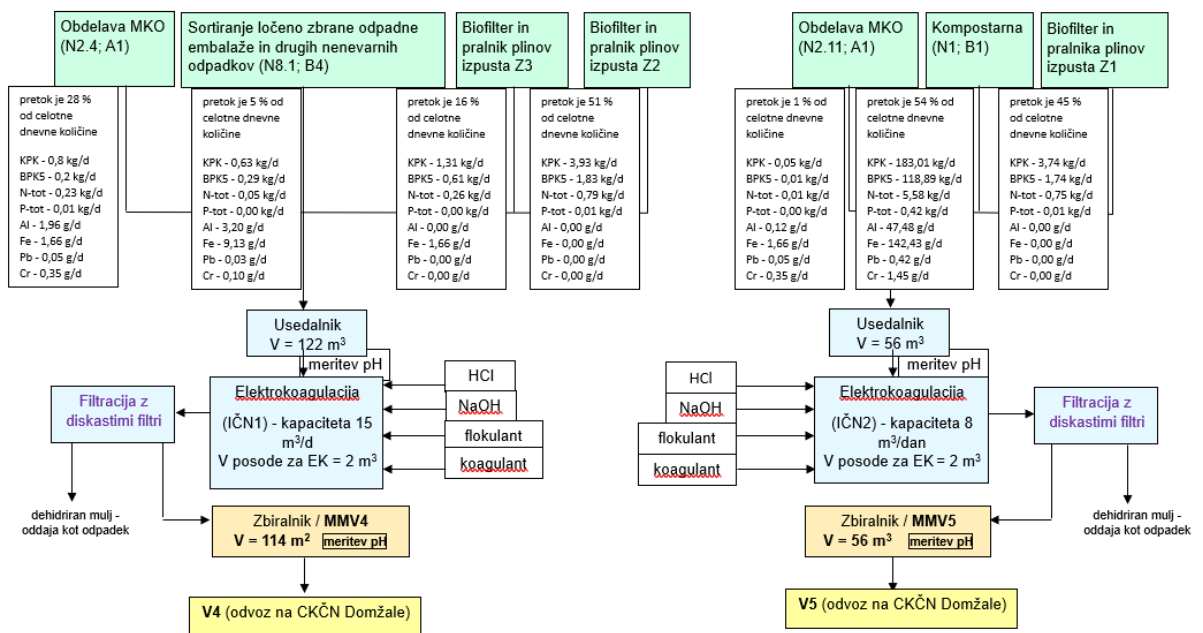 Obdelava MKO
(N2.4; A1)
Sortiranje ločeno zbrane odpadne
embalaže in drugih nenevarnih
odpadkov (N8.1; B4)
Biofilter in
pralnik plinov
izpusta Z3
Biofilter in
pralnik plinov
izpusta Z2
pretok je 28 %
od celotne
dnevne količine
KPK - 0,8 kg/d
BPK5 - 0,2 kg/d
N-tot - 0,23 kg/d
P-tot - 0,01 kg/d
Al - 1,96 g/d
Fe - 1,66 g/d
Pb - 0,05 g/d
Cr - 0,35 g/d
pretok je 5 % od
celotne dnevne
količine
KPK - 0,63 kg/d
BPK5 - 0,29 kg/d
N-tot - 0,05 kg/d
P-tot - 0,00 kg/d
Al - 3,20 g/d
Fe - 9,13 g/d
Pb - 0,03 g/d
Cr - 0,10 g/d
pretok je 16 %
od celotne
dnevne količine
KPK - 1,31 kg/d
BPK5 - 0,61 kg/d
N-tot - 0,26 kg/d
P-tot - 0,00 kg/d
Al - 0,00 g/d
Fe - 1,66 g/d
Pb - 0,00 g/d
Cr - 0,00 g/d
pretok je 51 %
od celotne
dnevne količine
KPK - 3,93 kg/d
BPK5 - 1,83 kg/d
N-tot - 0,79 kg/d
P-tot - 0,01 kg/d
Al - 0,00 g/d
Fe - 0,00 g/d
Pb - 0,00 g/d
Cr - 0,00 g/d
Usedalnik
V = 122 m³
meritev pH
Elektrokoagulacija
(IČN1) - kapaciteta 15
m³/d
V posode za EK = 2 m³
HCl
NaOH
flokulant
koagulant
Filtracija z
diskastimi filtri
dehidriran mulj -
oddaja kot odpadek
Zbiralnik / MMV4
V = 114 m² meritev pH
V4 (odvoz na CKČN Domžale)
Obdelava MKO
(N2.11; A1)
Kompostarna
(N1; B1)
Biofilter in
pralnika plinov
izpusta Z1
pretok je 1 % od
celotne dnevne
količine
KPK - 0,05 kg/d
BPK5 - 0,01 kg/d
N-tot - 0,01 kg/d
P-tot - 0,00 kg/d
Al - 0,12 g/d
Fe - 1,66 g/d
Pb - 0,05 g/d
Cr - 0,35 g/d
pretok je 54 % od
celotne dnevne
količine
KPK - 183,01 kg/d
BPK5 - 118,89 kg/d
N-tot - 5,58 kg/d
P-tot - 0,42 kg/d
Al - 47,48 g/d
Fe - 142,43 g/d
Pb - 0,42 g/d
Cr - 1,45 g/d
pretok je 45 %
od celotne
dnevne količine
KPK - 3,74 kg/d
BPK5 - 1,74 kg/d
N-tot - 0,75 kg/d
P-tot - 0,01 kg/d
Al - 0,00 g/d
Fe - 0,00 g/d
Pb - 0,00 g/d
Cr - 0,00 g/d
Usedalnik
V = 56 m³
meritev pH
HCl
NaOH
flokulant
koagulant
Elektrokoagulacija
(IČN2) - kapaciteta 8
m³/dan
V posode za EK = 2 m³
Filtracija z
diskastimi filtri
dehidriran mulj -
oddaja kot odpadek
Zbiralnik / MMV5
V = 56 m³ meritev pH
V5 (odvoz na CKČN Domžale)